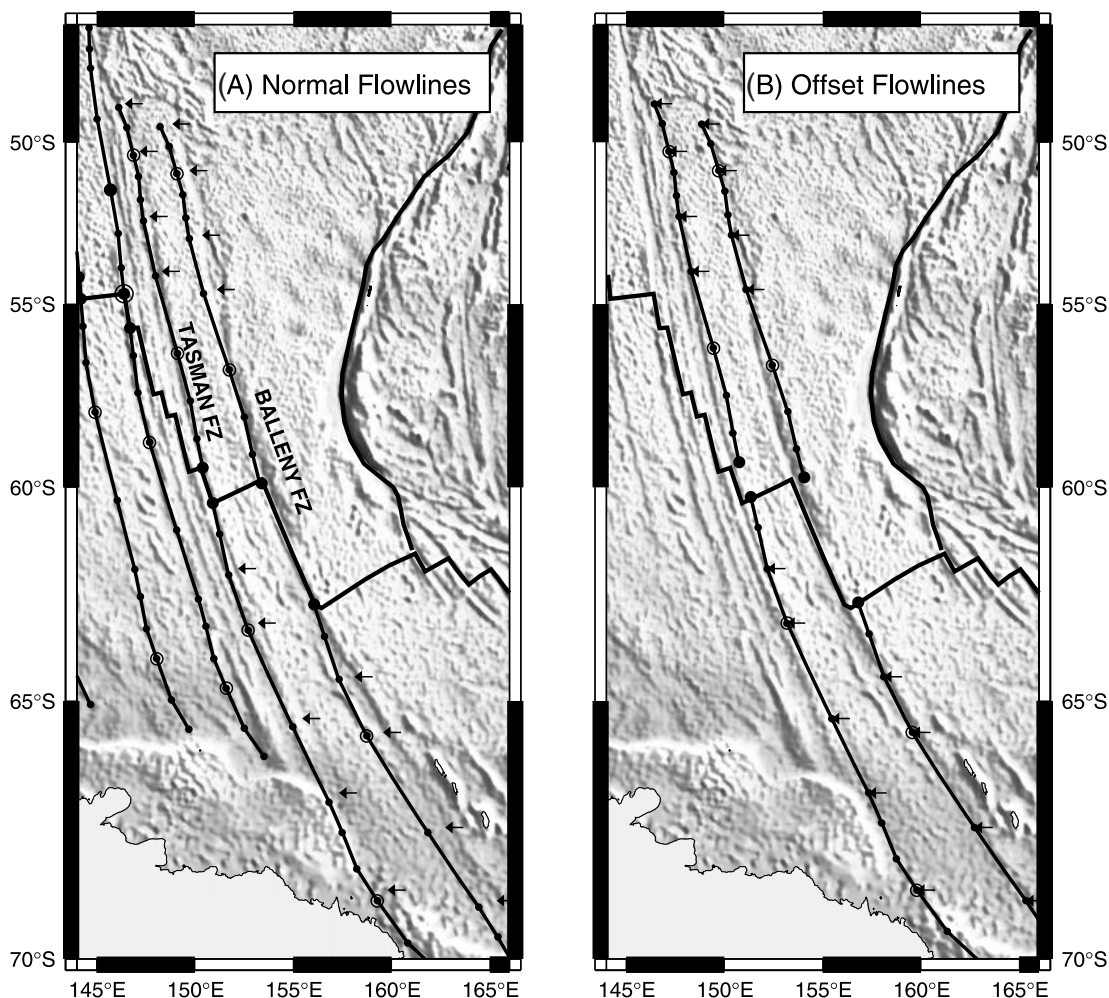 (A) Normal Flowlines
(B) Offset Flowlines
50°S
55°S
60°S
65°S
70°S
50°S
55°S
60°S
65°S
70°S
TASMAN FZ
BALLENY FZ
145°E 150°E 155°E 160°E 165°E
145°E 150°E 155°E 160°E 165°E